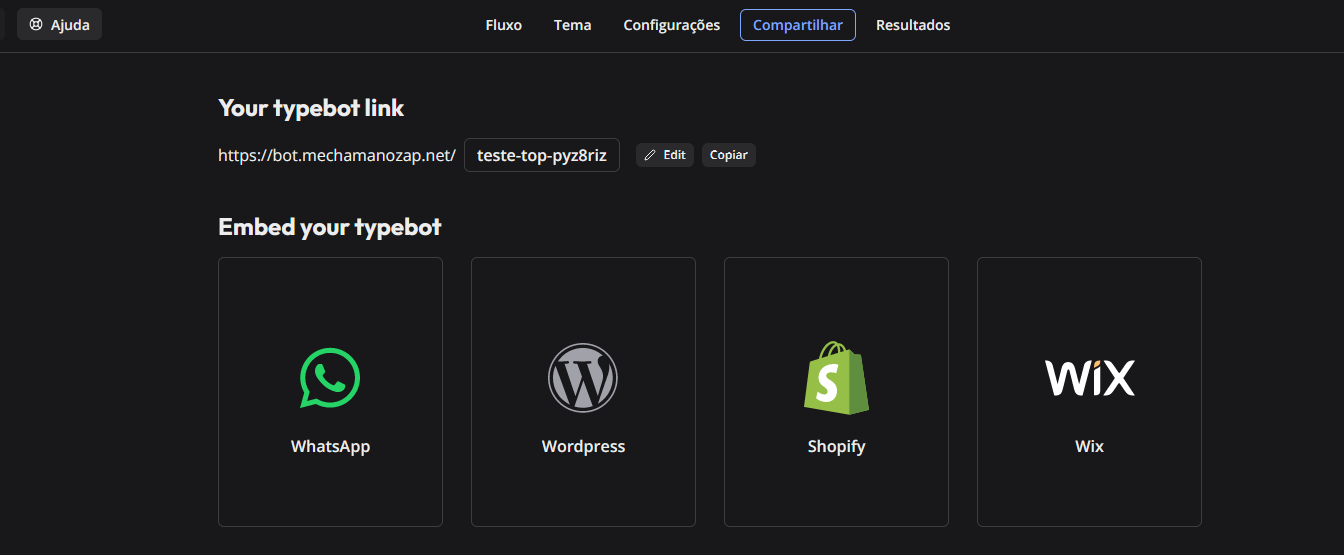 Ajuda
Fluxo Tema Configurações Compartilhar Resultados
Your typebot link
https://bot.mechamanozap.net/ teste-top-pyz8riz Edit Copiar
Embed your typebot
WiX
WhatsApp Wordpress Shopify Wix